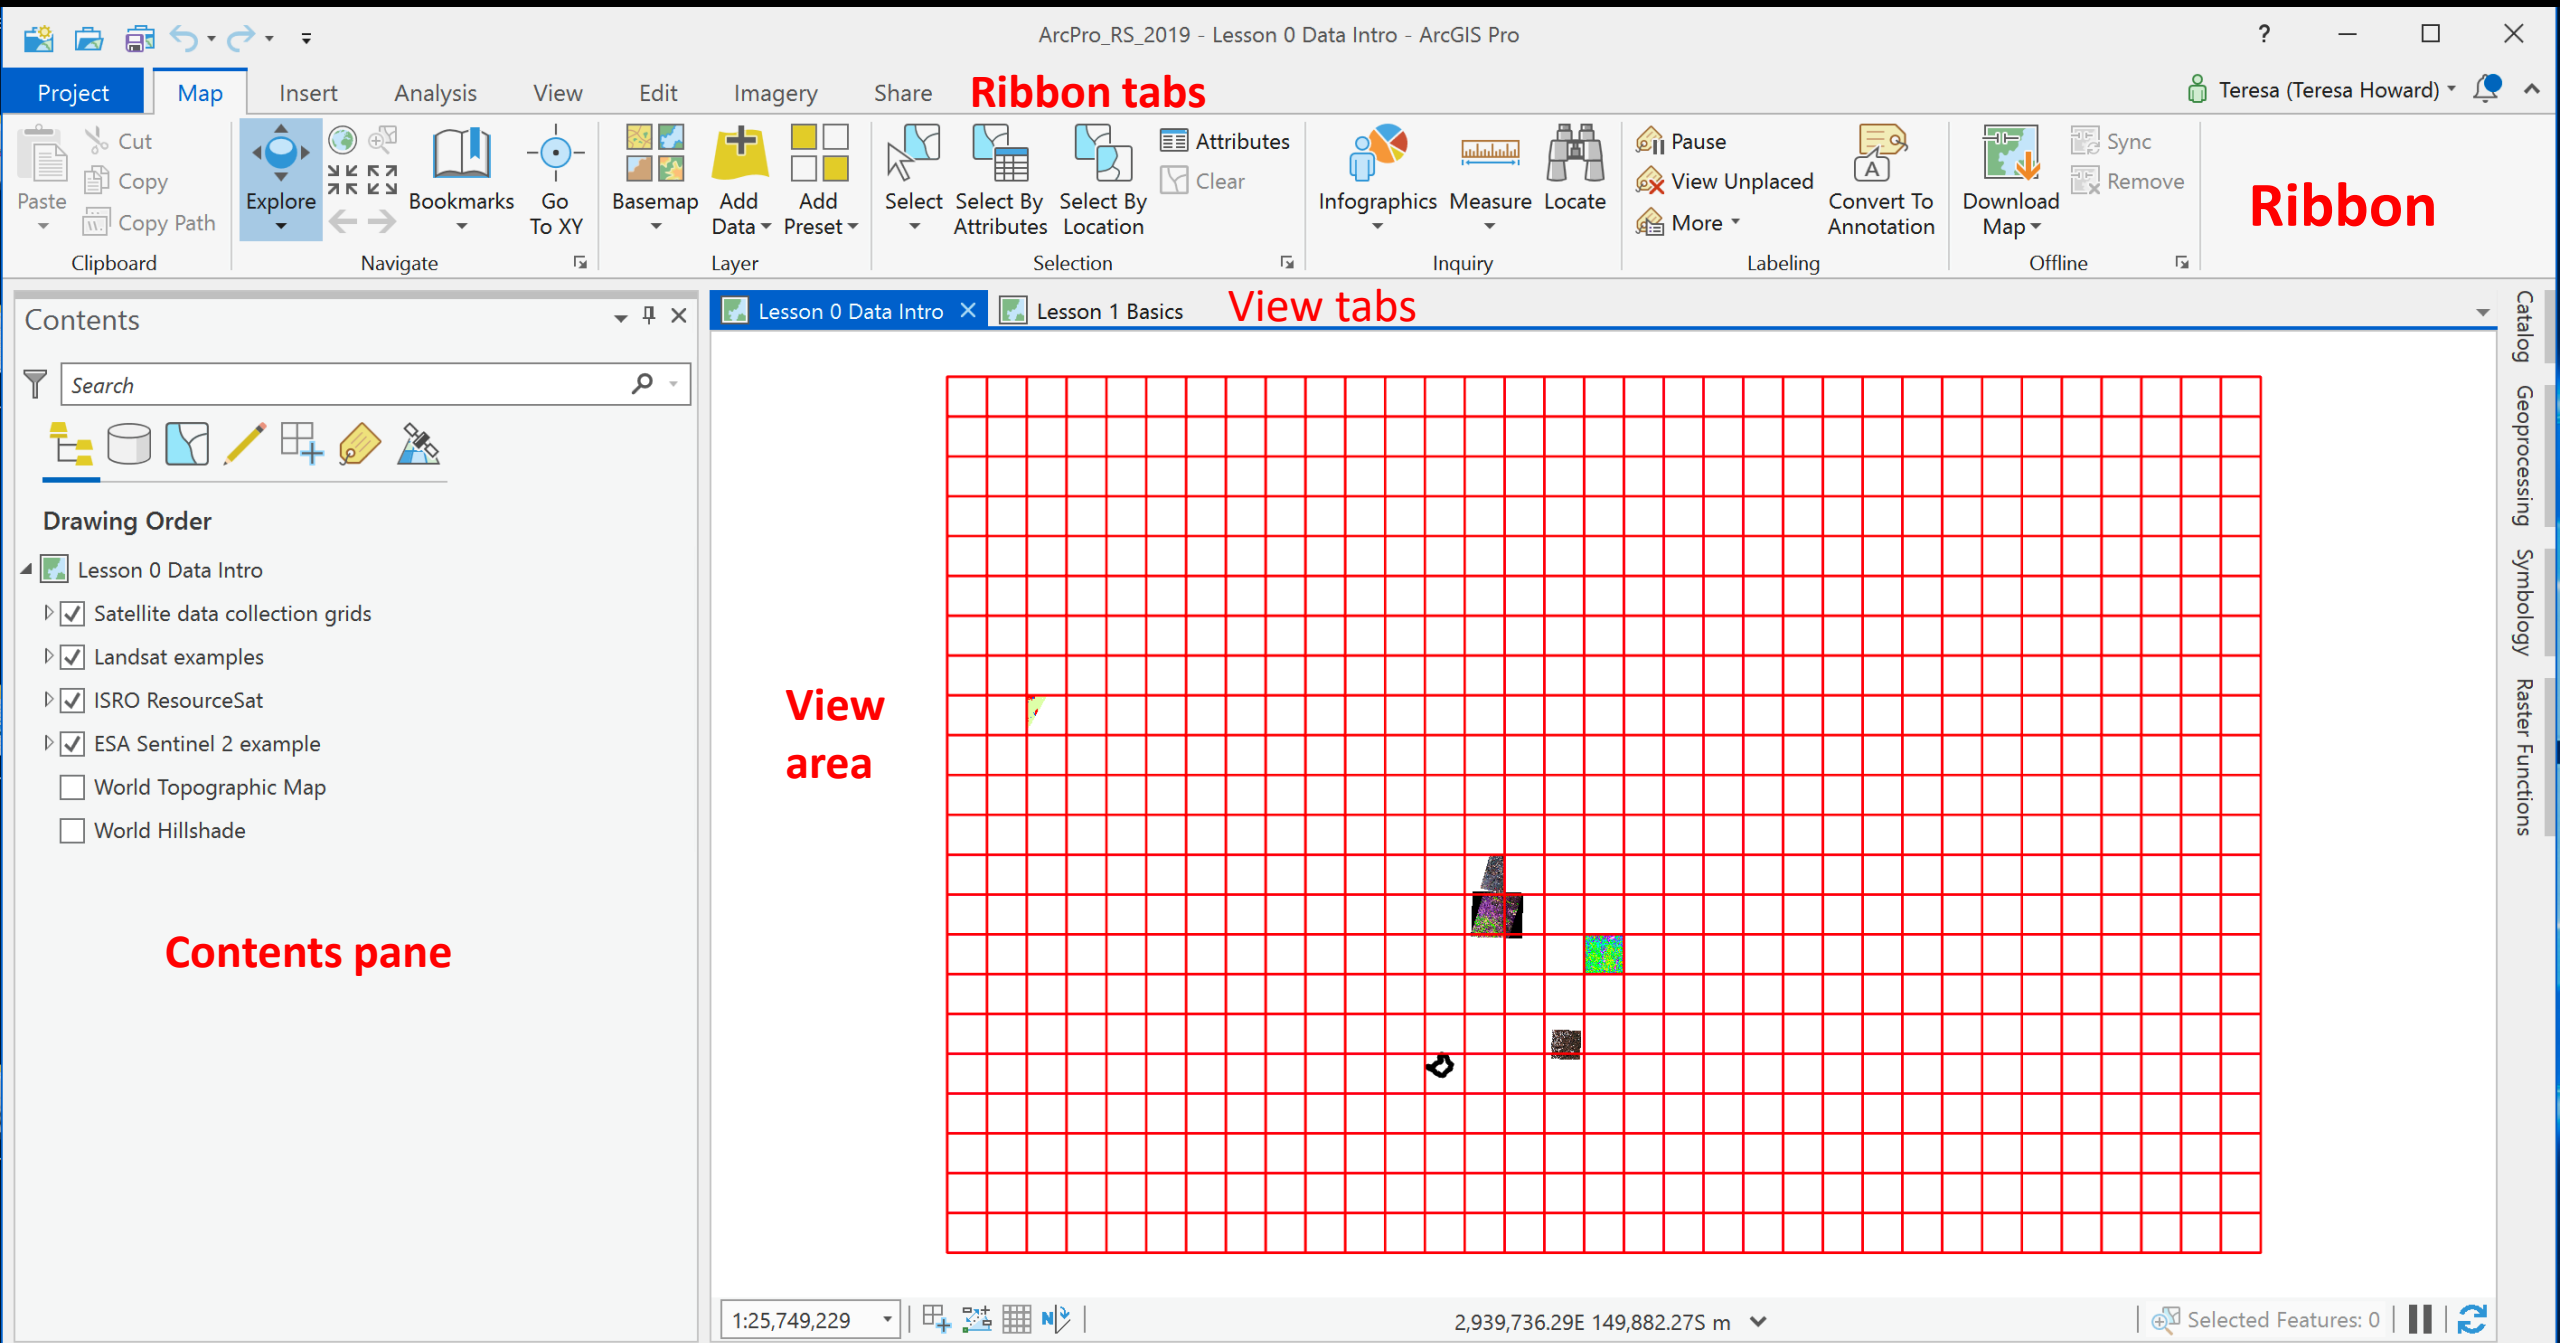 ArcPro_RS_2019 - Lesson 0 Data Intro - ArcGIS Pro
?
Project Map Insert Analysis View Edit Imagery Share Ribbon tabs Teresa (Teresa Howard)
Paste
Cut
Copy
Copy Path
Clipboard
Explore
Bookmarks
Go
To XY
Navigate
Basemap
Add
Data
Add
Preset
Layer
Select
Select By
Attributes
Select By
Location
Attributes
Clear
Selection
Infographics
Measure
Locate
Inquiry
Pause
View Unplaced
More
A
Convert To
Annotation
Labeling
Download
Map
Sync
Remove
Offline
Ribbon
Contents
Search
Drawing Order
Lesson 0 Data Intro
Satellite data collection grids
Landsat examples
ISRO ResourceSat
ESA Sentinel 2 example
World Topographic Map
World Hillshade
Contents pane
Lesson 0 Data Intro
Lesson 1 Basics
View tabs
View
area
Catalog
Geoprocessing
Symbology
Raster Functions
1:25,749,229
N
2,939,736.29E 149,882.27S m
Selected Features: 0